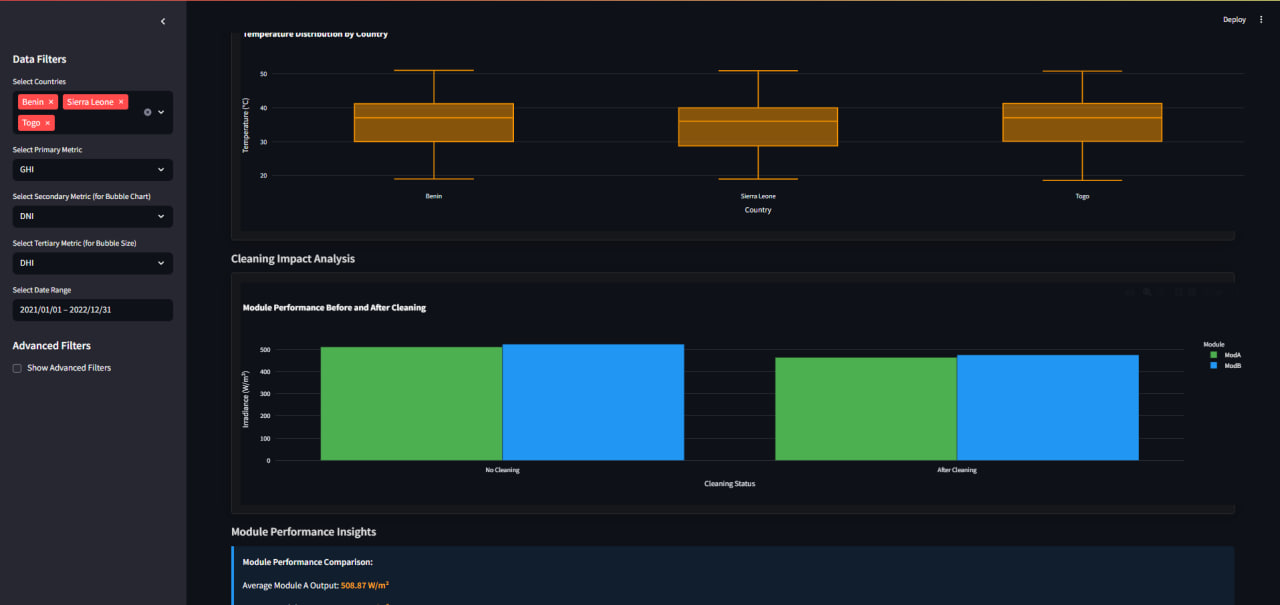 Deploy
Data Filters
Select Countries
Benin ×
Sierra Leone ×
Togo ×
Select Primary Metric
GHI
Select Secondary Metric (for Bubble Chart)
DNI
Select Tertiary Metric (for Bubble Size)
DHI
Select Date Range
2021/01/01 – 2022/12/31
Advanced Filters
Show Advanced Filters
Temperature Distribution by Country
Temperature (°C)
50
40
30
20
Benin
Sierra Leone
Togo
Country
Cleaning Impact Analysis
Module Performance Before and After Cleaning
Irradiance (W/m²)
500
400
300
200
100
0
No Cleaning
After Cleaning
Cleaning Status
Module
ModA
ModB
Module Performance Insights
Module Performance Comparison:
Average Module A Output: 508.87 W/m²